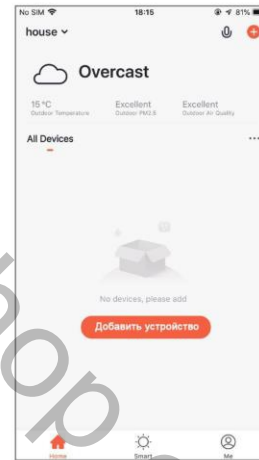 No SIM 18:15 81%
house
Overcast
15 °C Excellent Excellent
Outdoor Temperature Outdoor PM2.5 Outdoor Air Quality
All Devices
No devices, please add
Добавить устройство
Home Smart Me
shop